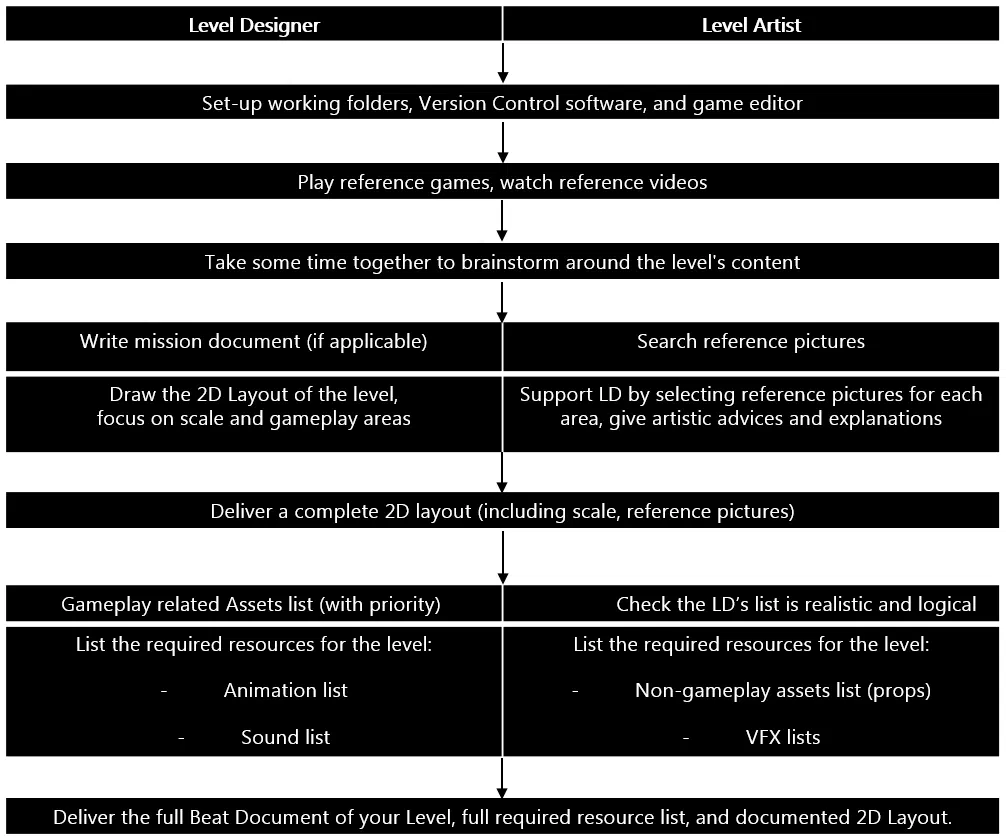 Level Designer
Level Artist
Set-up working folders, Version Control software, and game editor
Play reference games, watch reference videos
Take some time together to brainstorm around the level's content
Write mission document (if applicable)
Search reference pictures
Draw the 2D Layout of the level,
focus on scale and gameplay areas
Support LD by selecting reference pictures for each
area, give artistic advices and explanations
Deliver a complete 2D layout (including scale, reference pictures)
Gameplay related Assets list (with priority)
Check the LD’s list is realistic and logical
List the required resources for the level:
- Animation list
- Sound list
List the required resources for the level:
- Non-gameplay assets list (props)
- VFX lists
Deliver the full Beat Document of your Level, full required resource list, and documented 2D Layout.